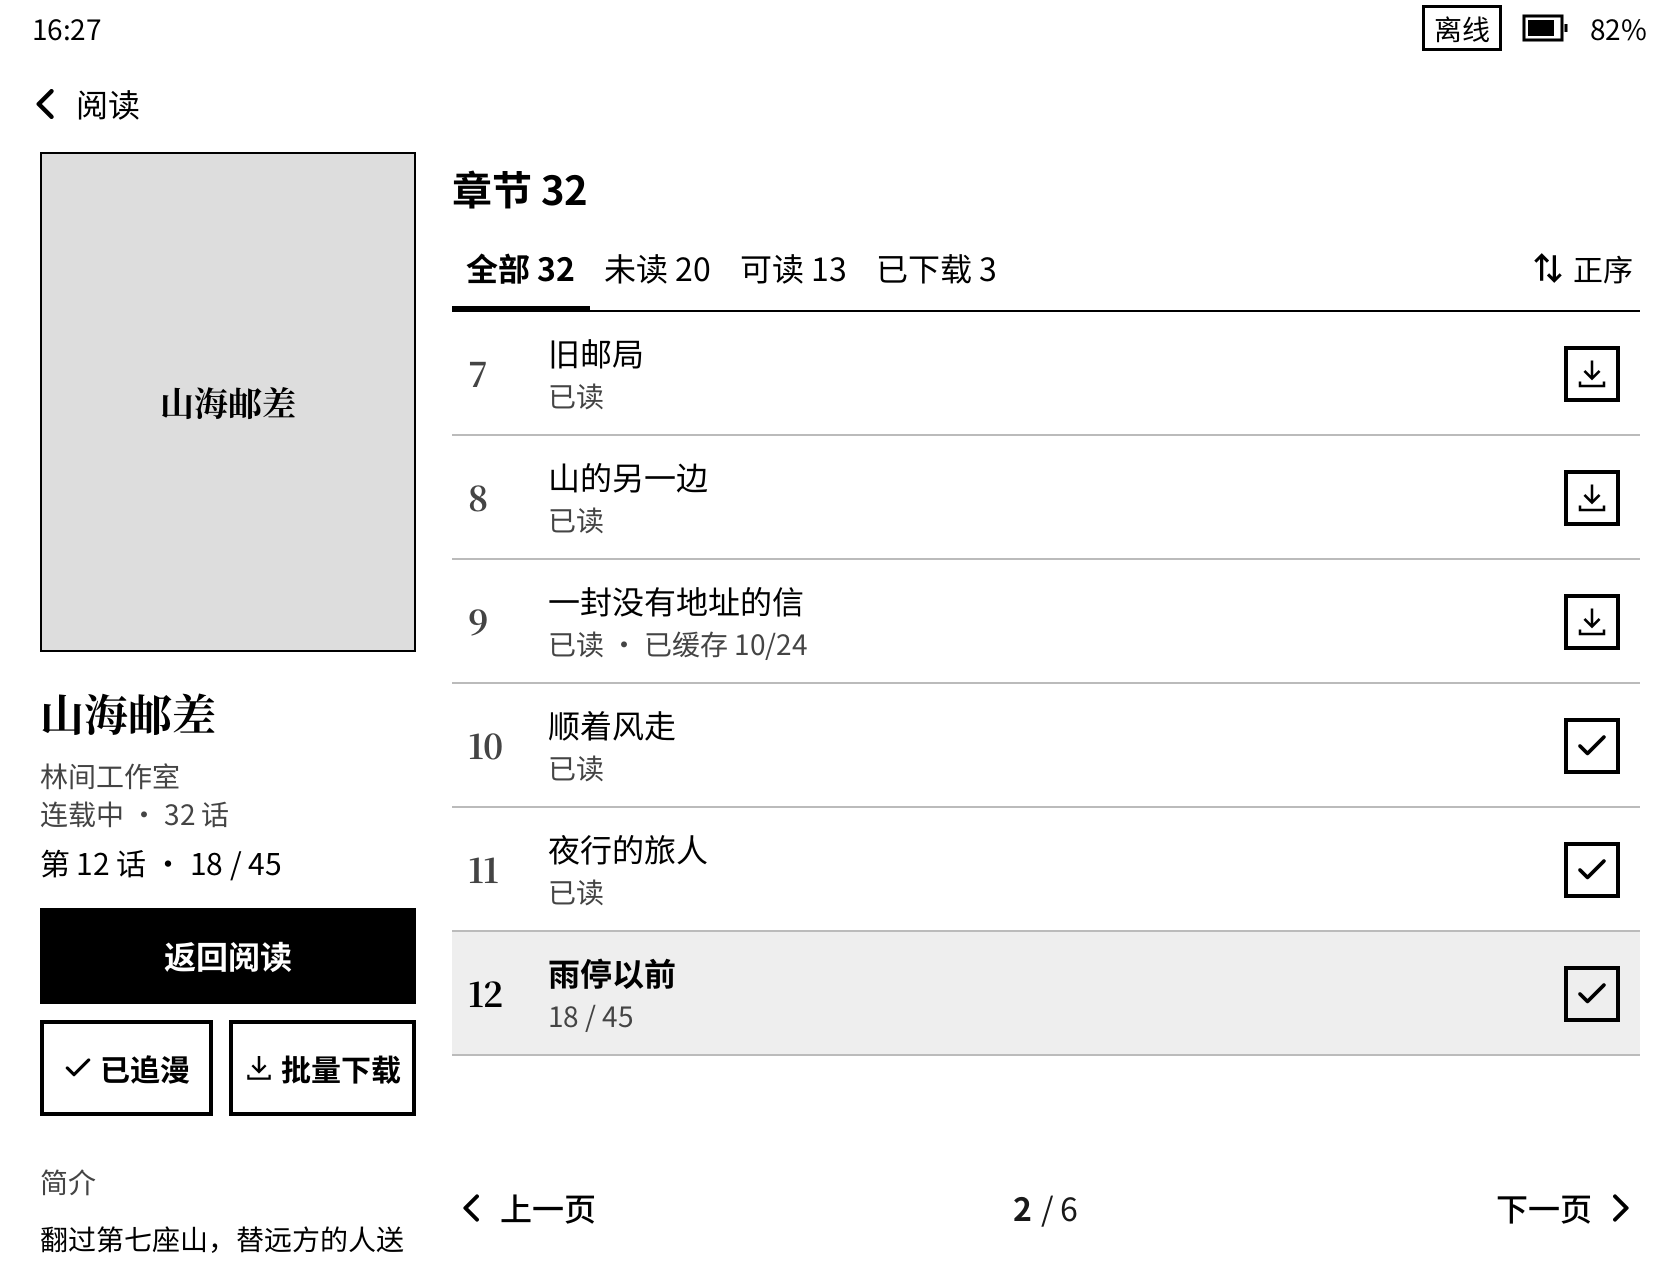 16:27
离线 82%
阅读
山海邮差
山海邮差
林间工作室
连载中 · 32 话
第 12 话 · 18 / 45
返回阅读
已追漫
批量下载
简介
翻过第七座山，替远方的人送
章节 32
全部 32 未读 20 可读 13 已下载 3
正序
7
旧邮局
已读
8
山的另一边
已读
9
一封没有地址的信
已读 · 已缓存 10/24
10
顺着风走
已读
11
夜行的旅人
已读
12
雨停以前
18 / 45
上一页
2 / 6
下一页